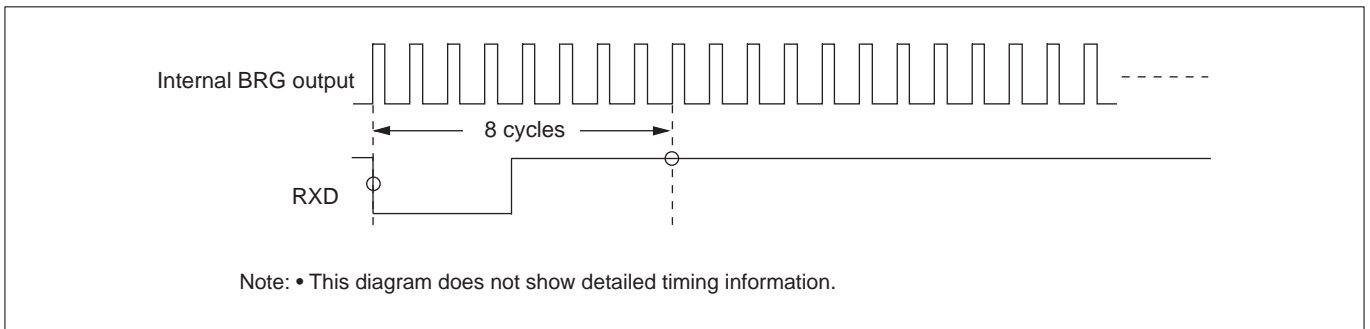 Internal BRG output
8 cycles
RXD
Note: • This diagram does not show detailed timing information.